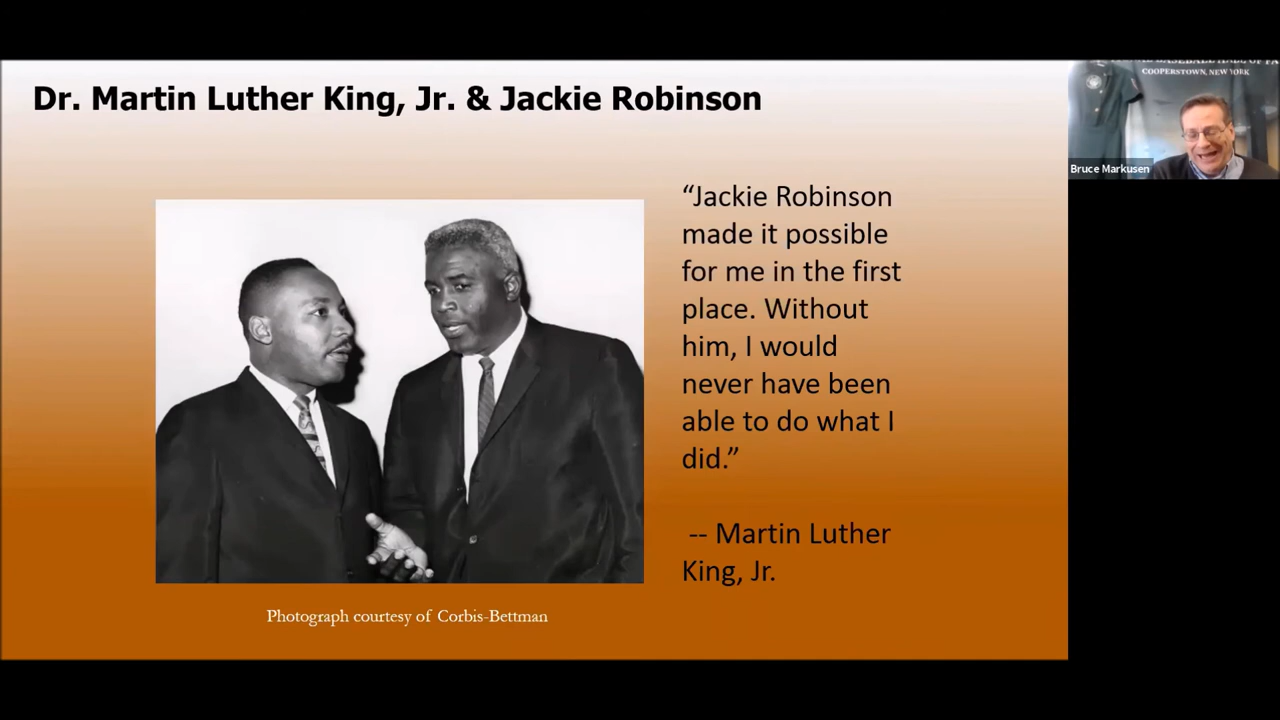 Dr. Martin Luther King, Jr. & Jackie Robinson
“Jackie Robinson
made it possible
for me in the first
place. Without
him, I would
never have been
able to do what I
did.”
-- Martin Luther
King, Jr.
Photograph courtesy of Corbis-Bettman
COOPERSTOWN, NEW YORK
Bruce Markusen